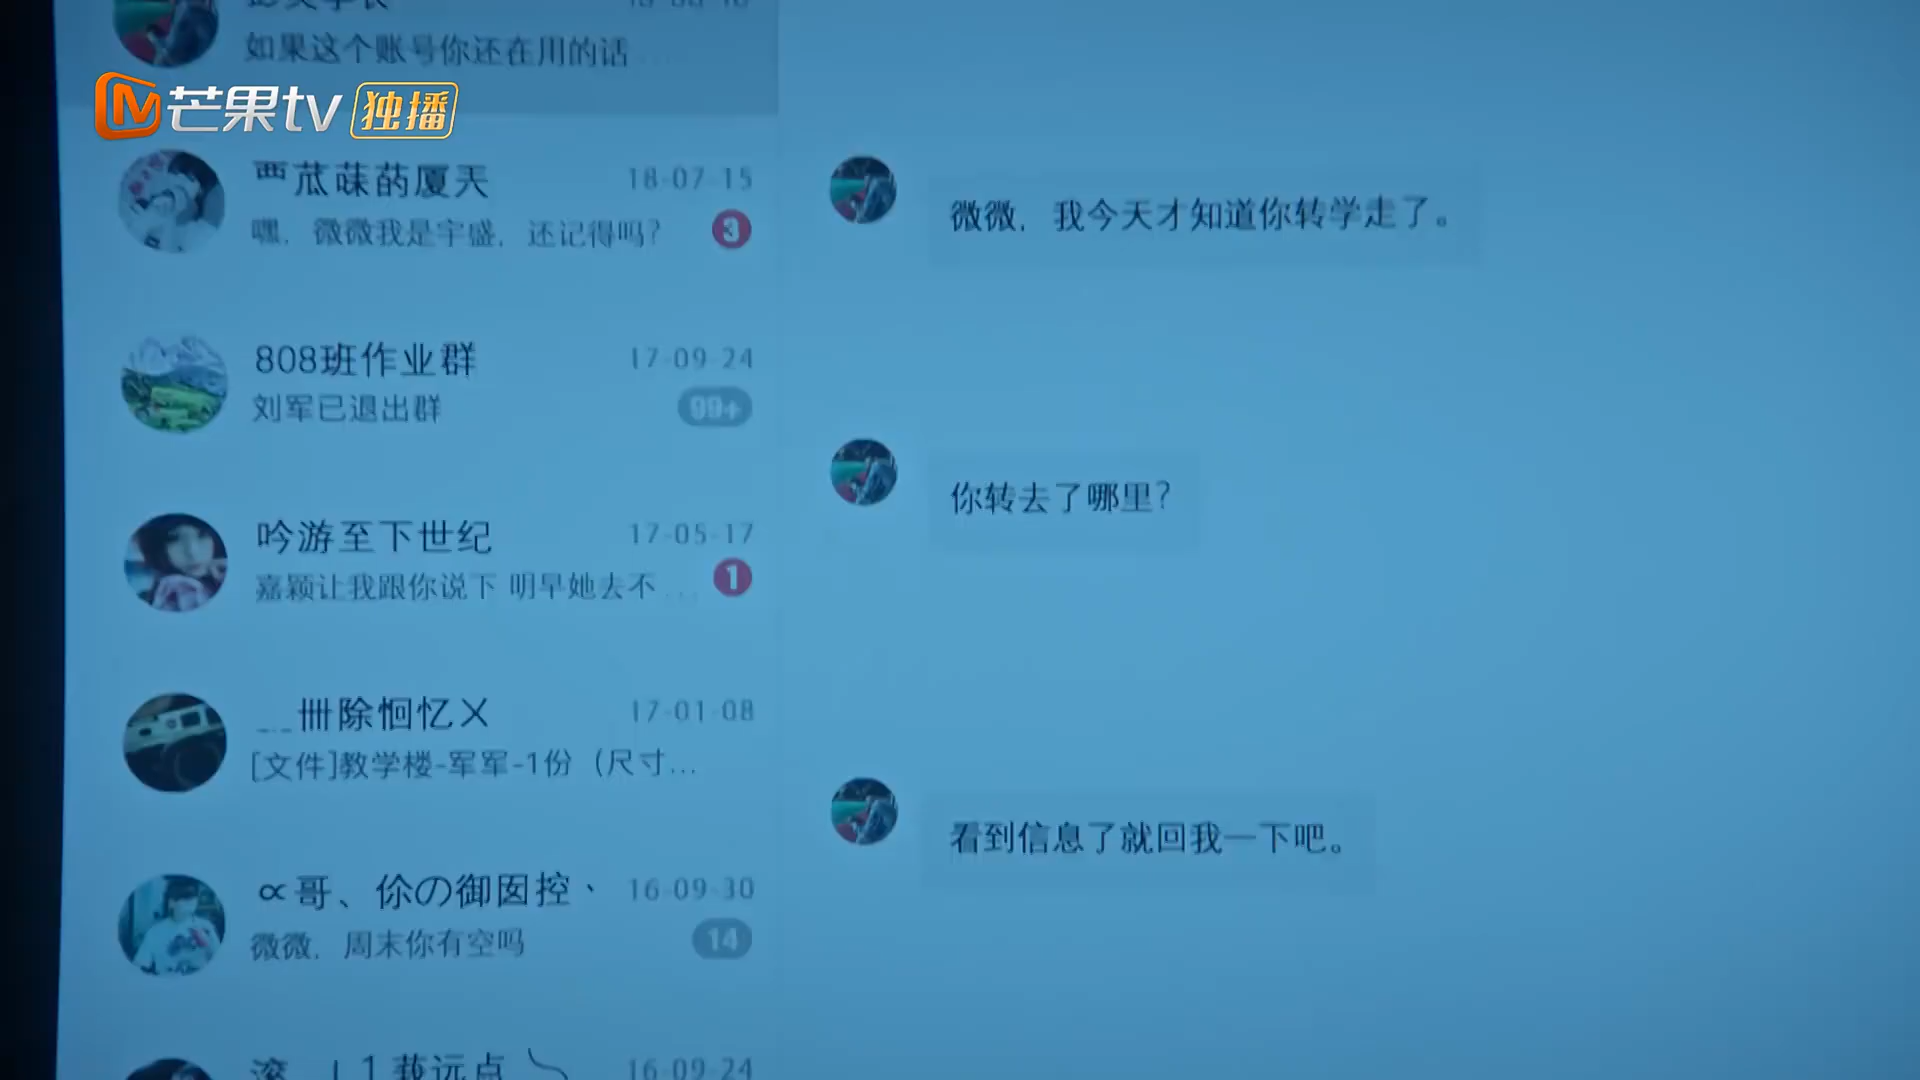 如果这个账号你还在用的话
芒果tv 独播
覀苽菋菂厦天 18-07-15
嘿，微微我是宇盛，还记得吗？ 3
808班作业群 17-09-24
刘军已退出群 99+
吟游至下世纪 17-05-17
嘉颖让我跟你说下 明早她去不... 1
__卌除悃忆乂 17-01-08
[文件]教学楼-军军-1份（尺寸...
∝哥、伱の御囡控丶 16-09-30
微微，周末你有空吗 14
16-09-24
微微，我今天才知道你转学走了。
你转去了哪里？
看到信息了就回我一下吧。